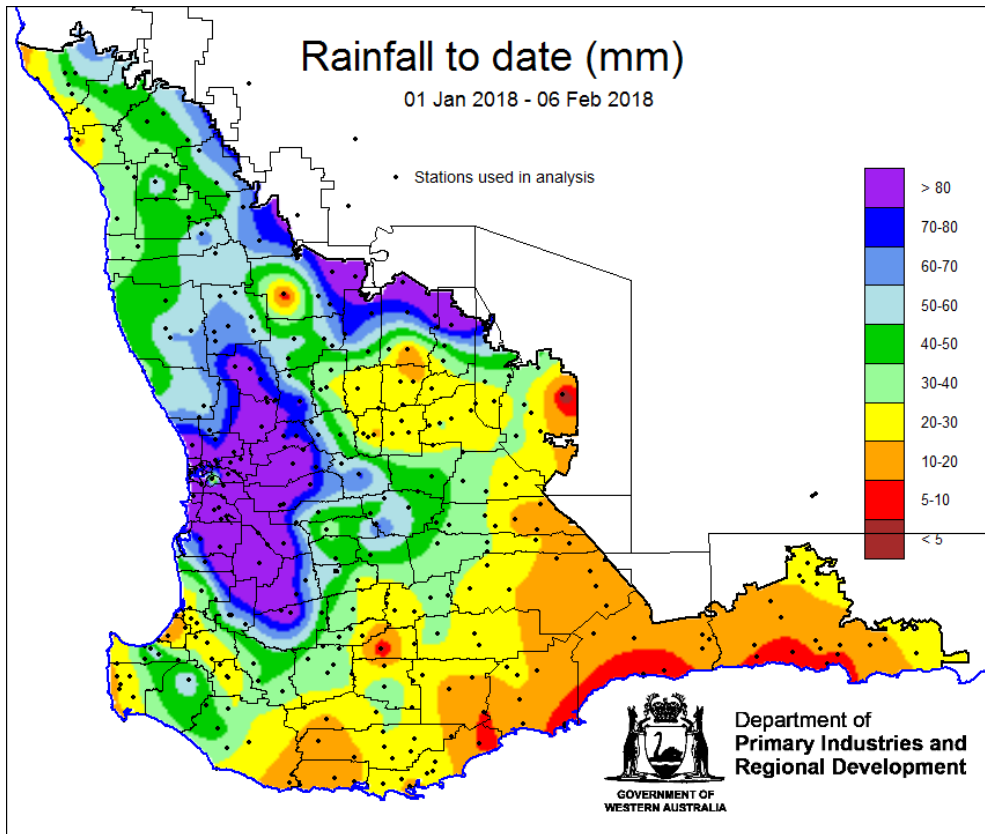 Rainfall to date (mm)
01 Jan 2018 - 06 Feb 2018
Stations used in analysis
> 80
70-80
60-70
50-60
40-50
30-40
20-30
10-20
5-10
< 5
GOVERNMENT OF
WESTERN AUSTRALIA
Department of
Primary Industries and
Regional Development